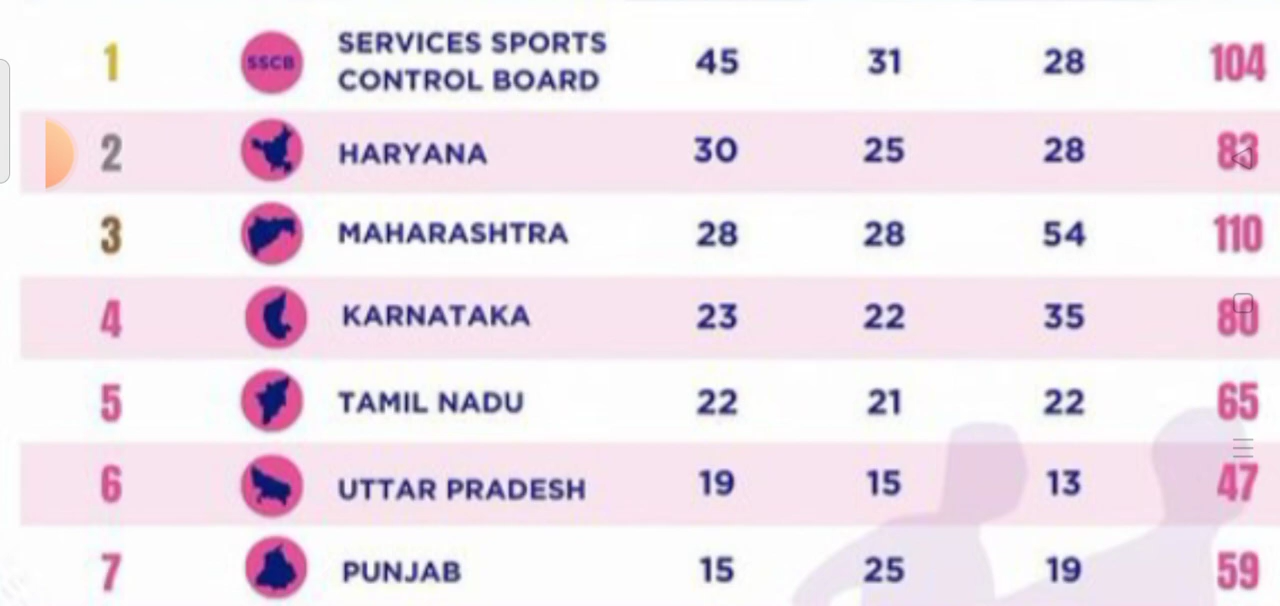 1 SSCB SERVICES SPORTS CONTROL BOARD 45 31 28 104
2 HARYANA 30 25 28 83
3 MAHARASHTRA 28 28 54 110
4 KARNATAKA 23 22 35 80
5 TAMIL NADU 22 21 22 65
6 UTTAR PRADESH 19 15 13 47
7 PUNJAB 15 25 19 59